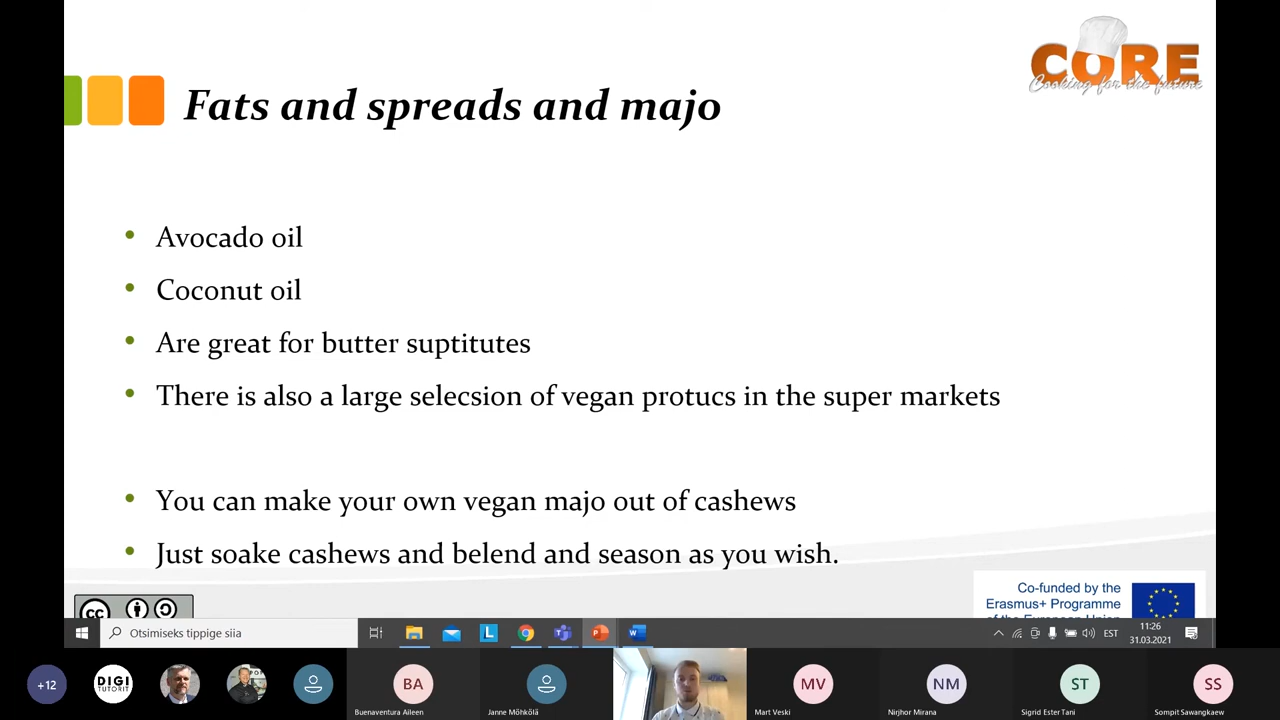 CORE
Cooking for the future
Fats and spreads and majo
• Avocado oil
• Coconut oil
• Are great for butter suptitutes
• There is also a large selecsion of vegan protucs in the super markets
• You can make your own vegan majo out of cashews
• Just soake cashews and belend and season as you wish.
cc
Co-funded by the
Erasmus+ Programme
of the European Union
Otsimiseks tippige siia
L
EST
11:26
31.03.2021
+12
DIGI
TUTORIT
BA
Buenaventura Aileen
Janne Mõhkõlä
MV
Mart Veski
NM
Nirjhor Mirana
ST
Sigrid Ester Tani
SS
Sompit Sawangkaew